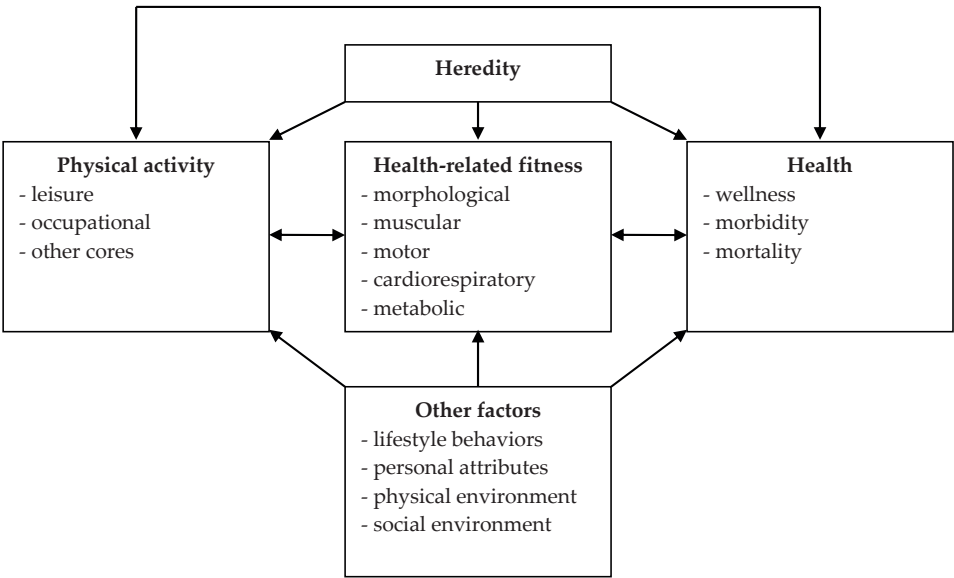 Heredity
Physical activity
- leisure
- occupational
- other cores
Health-related fitness
- morphological
- muscular
- motor
- cardiorespiratory
- metabolic
Health
- wellness
- morbidity
- mortality
Other factors
- lifestyle behaviors
- personal attributes
- physical environment
- social environment